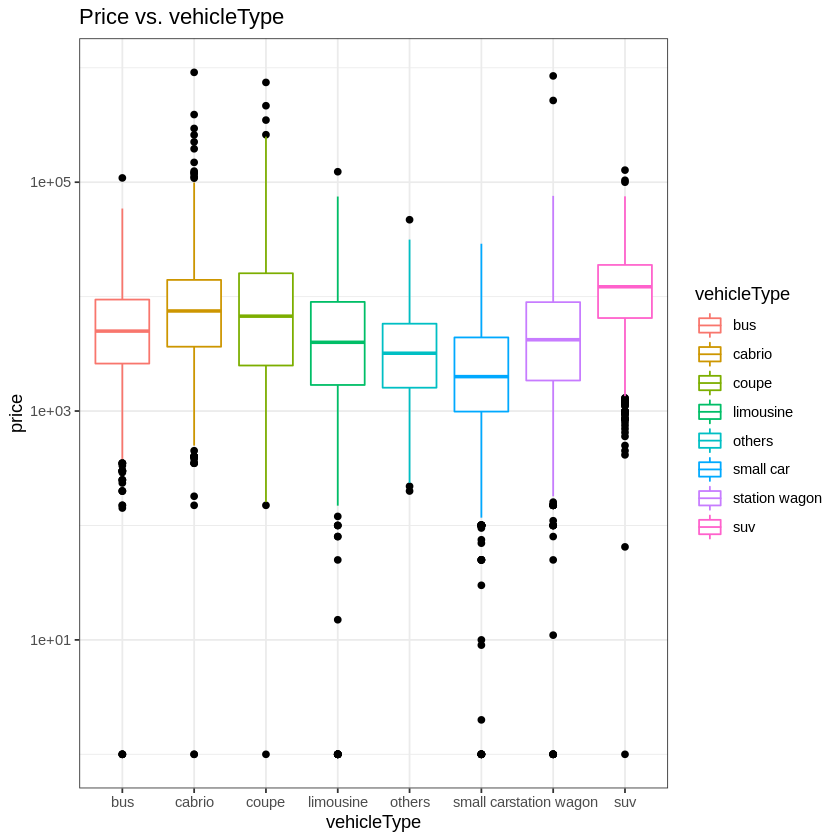 Price vs. vehicleType
price
1e+05
1e+03
1e+01
bus cabrio coupe limousine others small car station wagon suv
vehicleType
vehicleType
bus
cabrio
coupe
limousine
others
small car
station wagon
suv